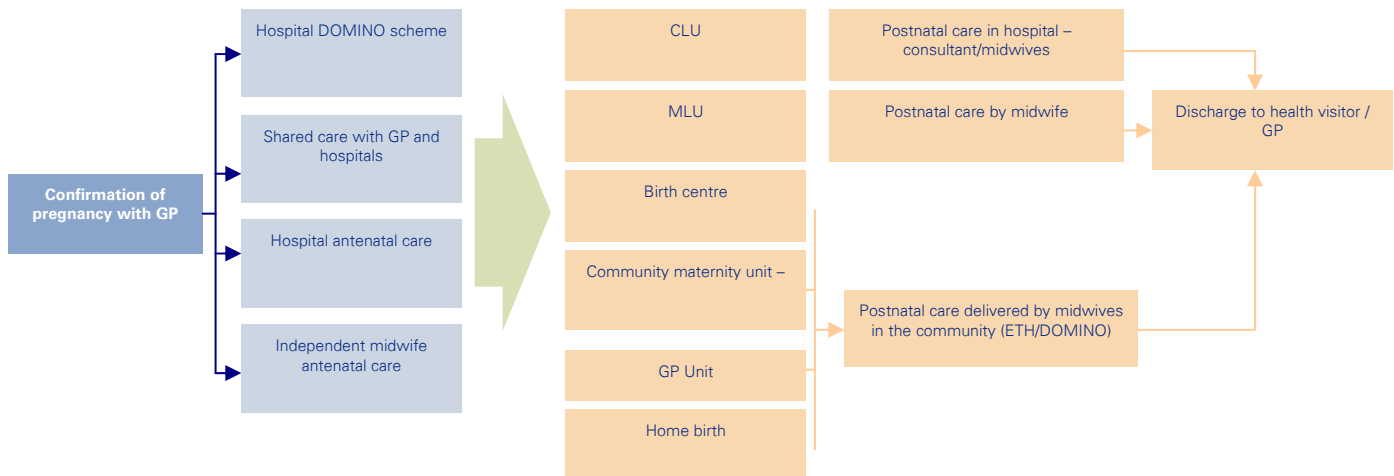 Confirmation of
pregnancy with GP
Hospital DOMINO scheme
Shared care with GP and
hospitals
Hospital antenatal care
Independent midwife
antenatal care
CLU
MLU
Birth centre
Community maternity unit –
GP Unit
Home birth
Postnatal care in hospital –
consultant/midwives
Postnatal care by midwife
Postnatal care delivered by midwives
in the community (ETH/DOMINO)
Discharge to health visitor /
GP